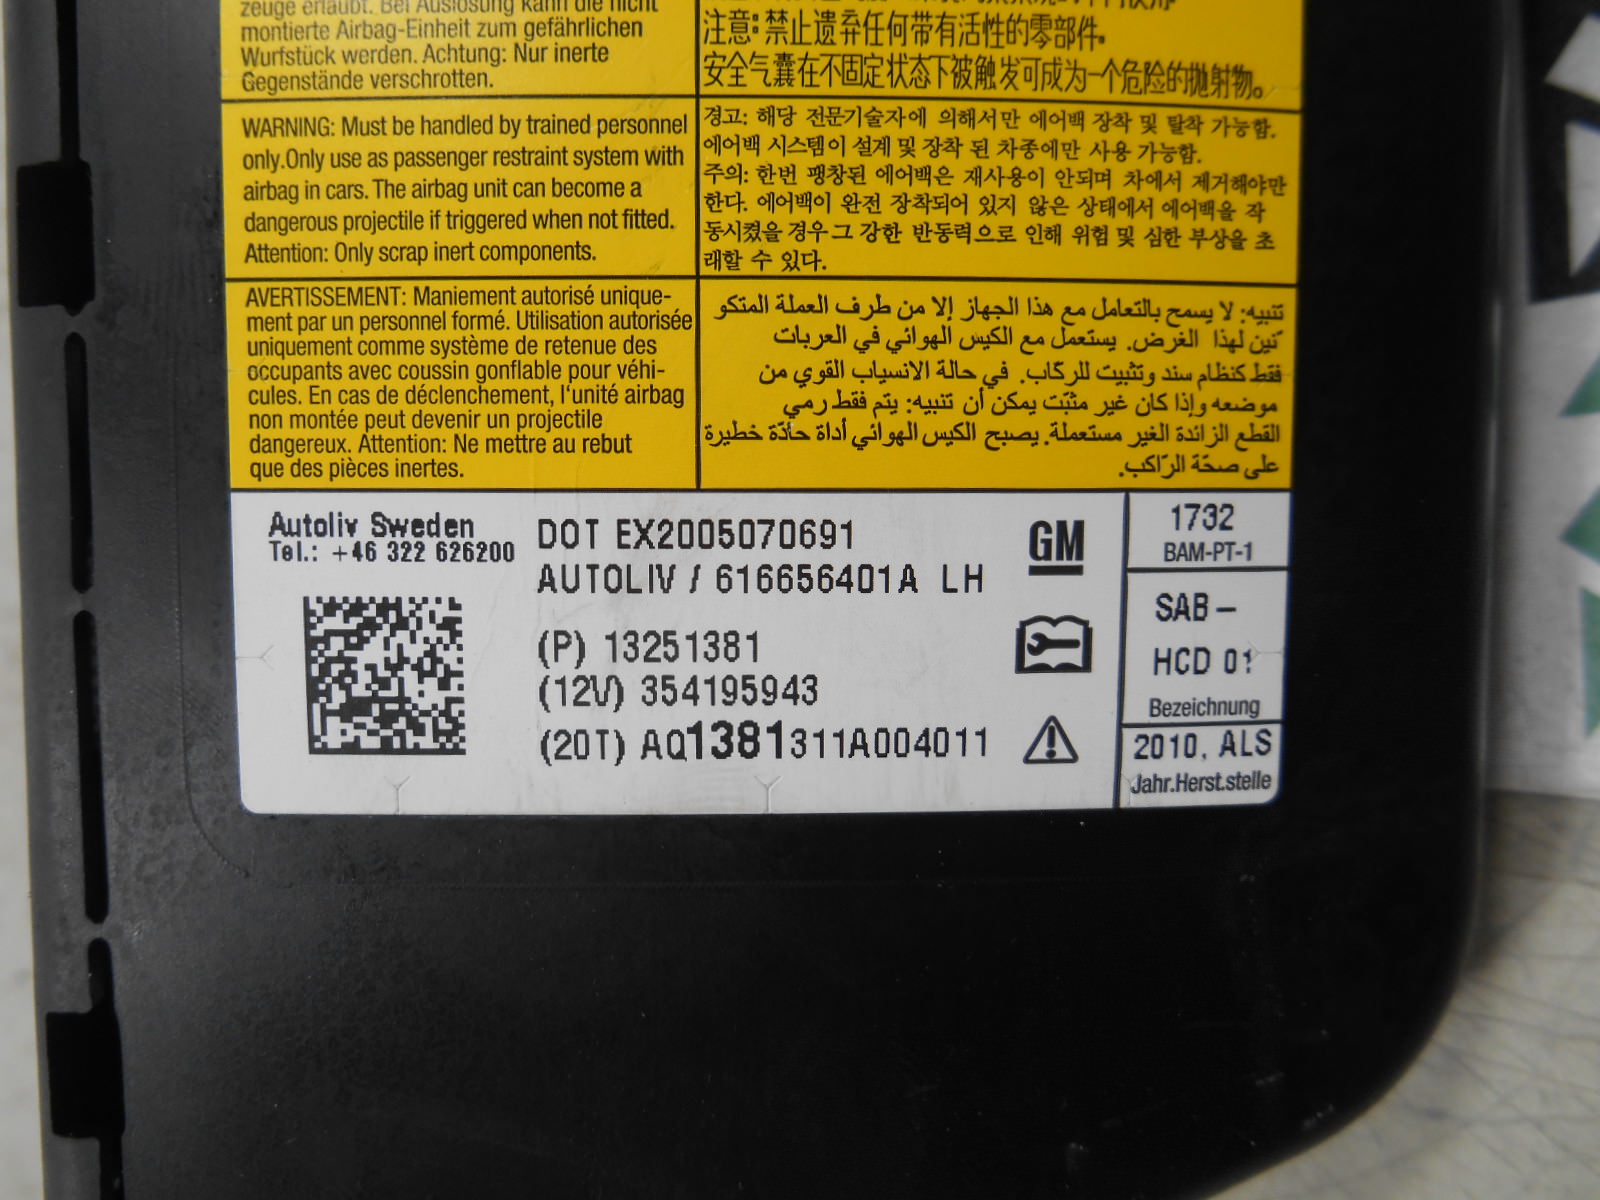 zeuge erlaubt. Bei Auslösung kann die nicht
montierte Airbag-Einheit zum gefährlichen
Wurfstück werden. Achtung: Nur inerte
Gegenstände verschrotten.
注意:禁止遗弃任何带有活性的零部件。
安全气囊在不固定状态下被触发可成为一个危险的抛射物。
WARNING: Must be handled by trained personnel
only.Only use as passenger restraint system with
airbag in cars. The airbag unit can become a
dangerous projectile if triggered when not fitted.
Attention: Only scrap inert components.
경고: 해당 전문기술자에 의해서만 에어백 장착 및 탈착 가능함.
에어백 시스템이 설계 및 장착 된 차종에만 사용 가능함.
주의: 한번 팽창된 에어백은 재사용이 안되며 차에서 제거해야만
한다. 에어백이 완전 장착되어 있지 않은 상태에서 에어백을 작
동시켰을 경우 그 강한 반동력으로 인해 위험 및 심한 부상을 초
래할 수 있다.
AVERTISSEMENT: Maniement autorisé unique-
ment par un personnel formé. Utilisation autorisée
uniquement comme système de retenue des
occupants avec coussin gonflable pour véhi-
cules. En cas de déclenchement, l'unité airbag
non montée peut devenir un projectile
dangereux. Attention: Ne mettre au rebut
que des pièces inertes.
تنبيه: لا يسمح بالتعامل مع هذا الجهاز إلا من طرف العملة المتكو
تين لهذا الغرض. يستعمل مع الكيس الهوائي في العربات
فقط كنظام سند وتثبيت للركّاب. في حالة الانسياب القوي من
موضعه وإذا كان غير مثبّت يمكن أن تنبيه: يتم فقط رمي
القطع الزائدة الغير مستعملة. يصبح الكيس الهوائي أداة حادّة خطيرة
على صحّة الرّاكب.
Autoliv Sweden
Tel.: +46 322 626200
DOT EX2005070691
AUTOLIV / 616656401A LH
(P) 13251381
(12V) 354195943
(20T) AQ1381311A004011
GM
1732
BAM-PT-1
SAB-
HCD 01
Bezeichnung
2010, ALS
Jahr.Herst.stelle